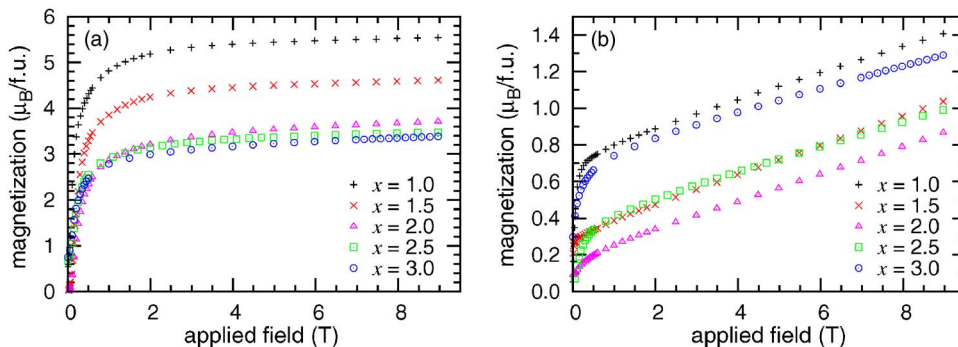 (a)
magnetization (μB/f.u.)
6
5
4
3
2
1
0
0 2 4 6 8
applied field (T)
x = 1.0
x = 1.5
x = 2.0
x = 2.5
x = 3.0
(b)
magnetization (μB/f.u.)
1.4
1.2
1.0
0.8
0.6
0.4
0.2
0.0
0 2 4 6 8
applied field (T)
x = 1.0
x = 1.5
x = 2.0
x = 2.5
x = 3.0